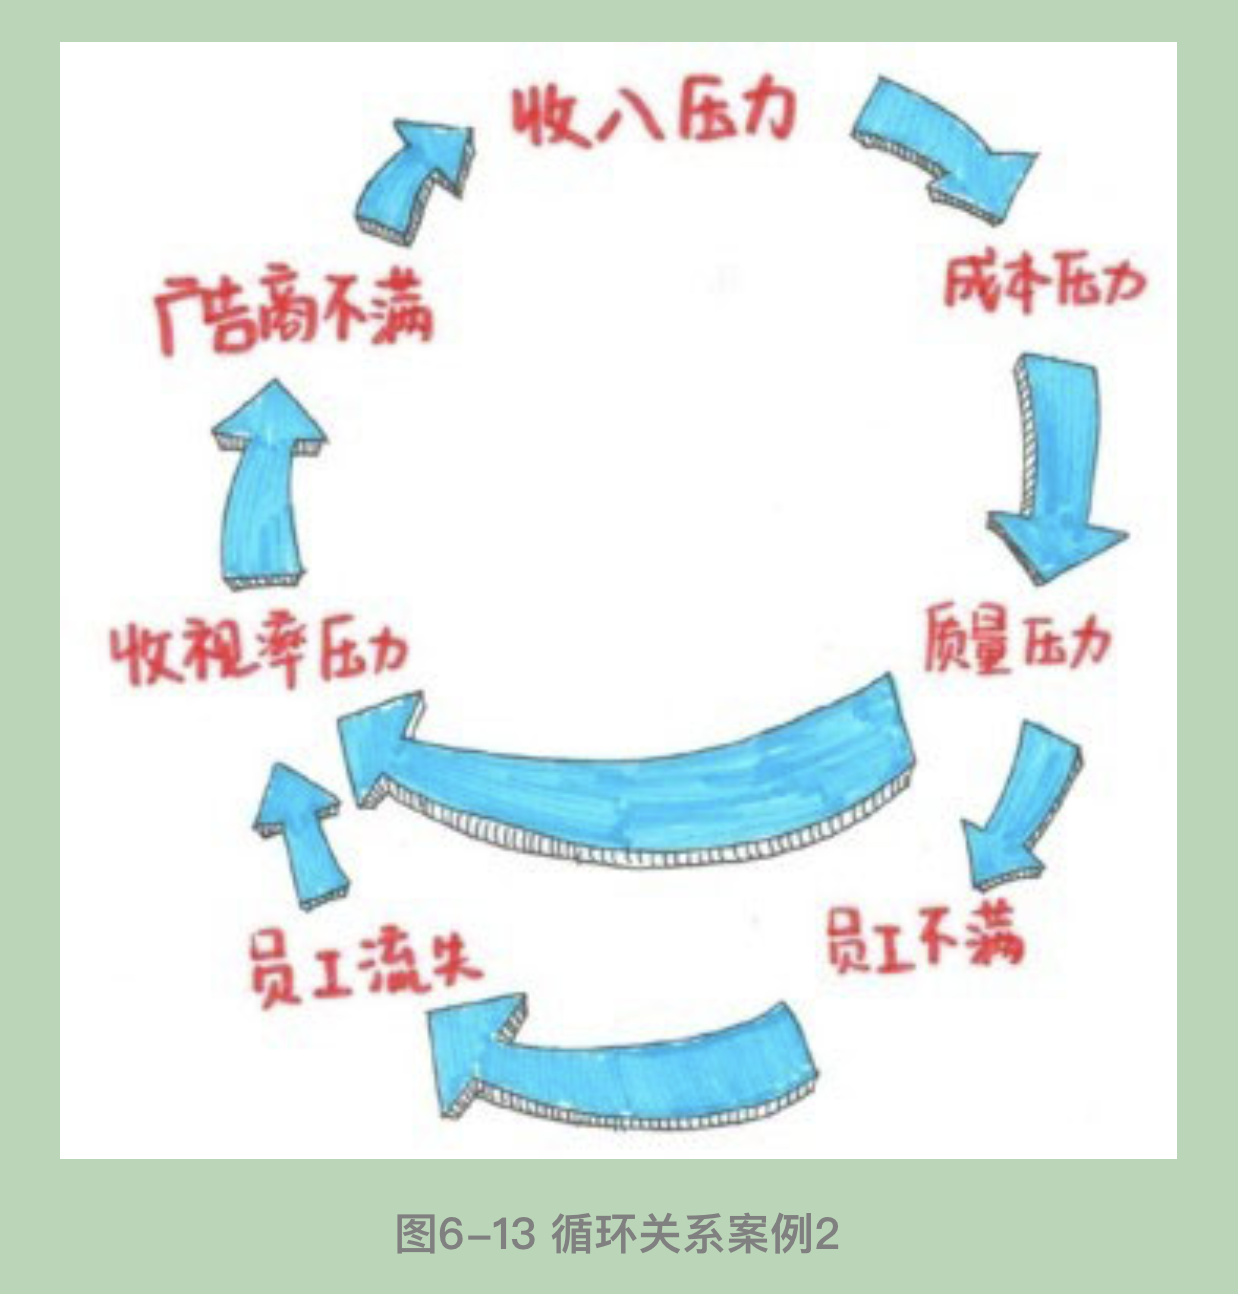 收入压力
成本压力
广告商不满
质量压力
收视率压力
员工不满
员工流失
图6-13 循环关系案例2